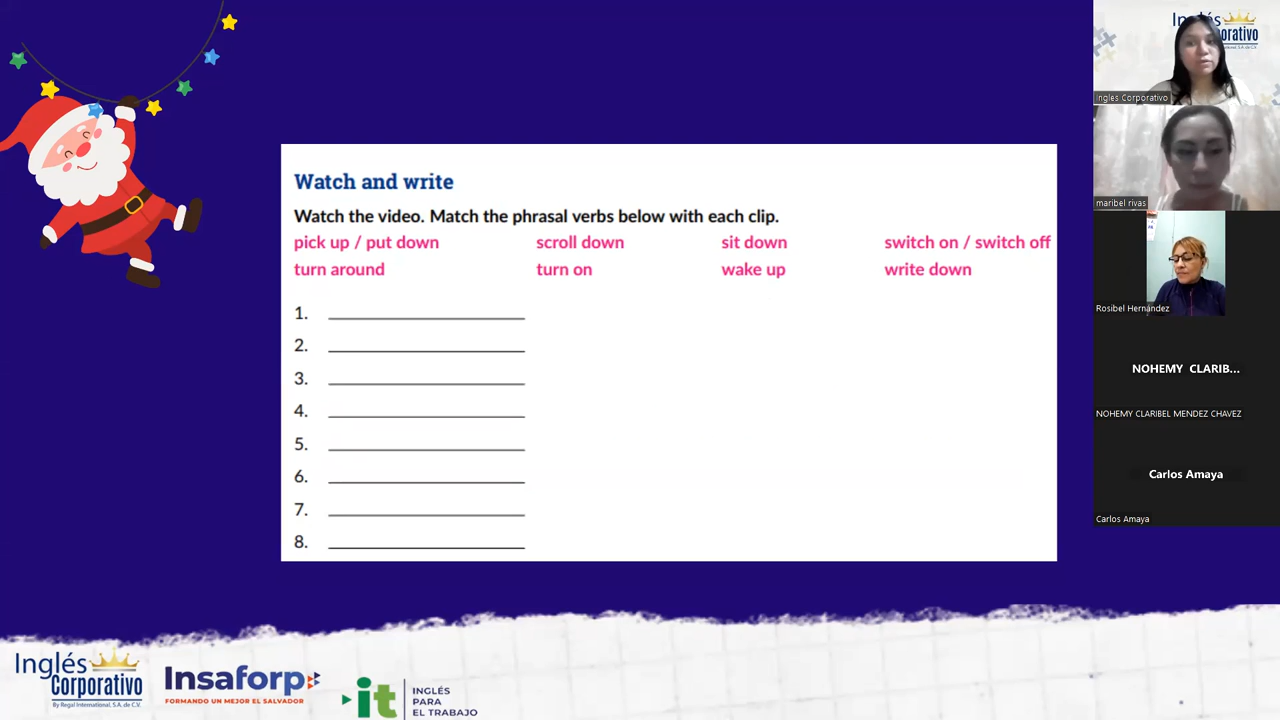 Watch and write
Watch the video. Match the phrasal verbs below with each clip.
pick up / put down scroll down sit down switch on / switch off
turn around turn on wake up write down
1.
2.
3.
4.
5.
6.
7.
8.
Inglés Corporativo
maribel rivas
Rosibel Hernández
NOHEMY CLARIB...
NOHEMY CLARIBEL MENDEZ CHAVEZ
Carlos Amaya
Carlos Amaya
Inglés
Corporativo
By Regal International, S.A. de C.V.
Insaforp
FORMANDO UN MEJOR EL SALVADOR
it
INGLÉS
PARA
EL TRABAJO